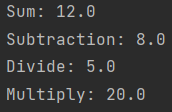 Sum: 12.0
Subtraction: 8.0
Divide: 5.0
Multiply: 20.0